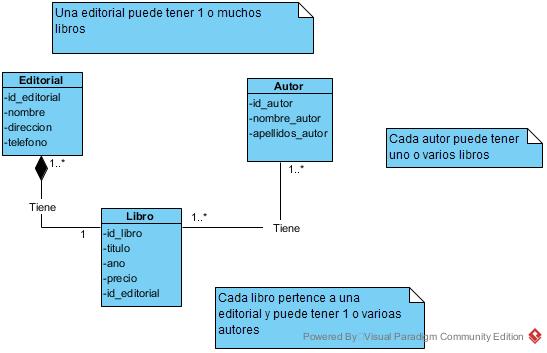 Una editorial puede tener 1 o muchos
libros
Editorial
-id_editorial
-nombre
-direccion
-telefono
Autor
-id_autor
-nombre_autor
-apellidos_autor
Cada autor puede tener
uno o varios libros
1..*
1..*
Tiene
1
Libro
-id_libro
-titulo
-ano
-precio
-id_editorial
1..*
Tiene
Cada libro pertence a una
editorial y puede tener 1 o varioas
autores
Powered By Visual Paradigm Community Edition